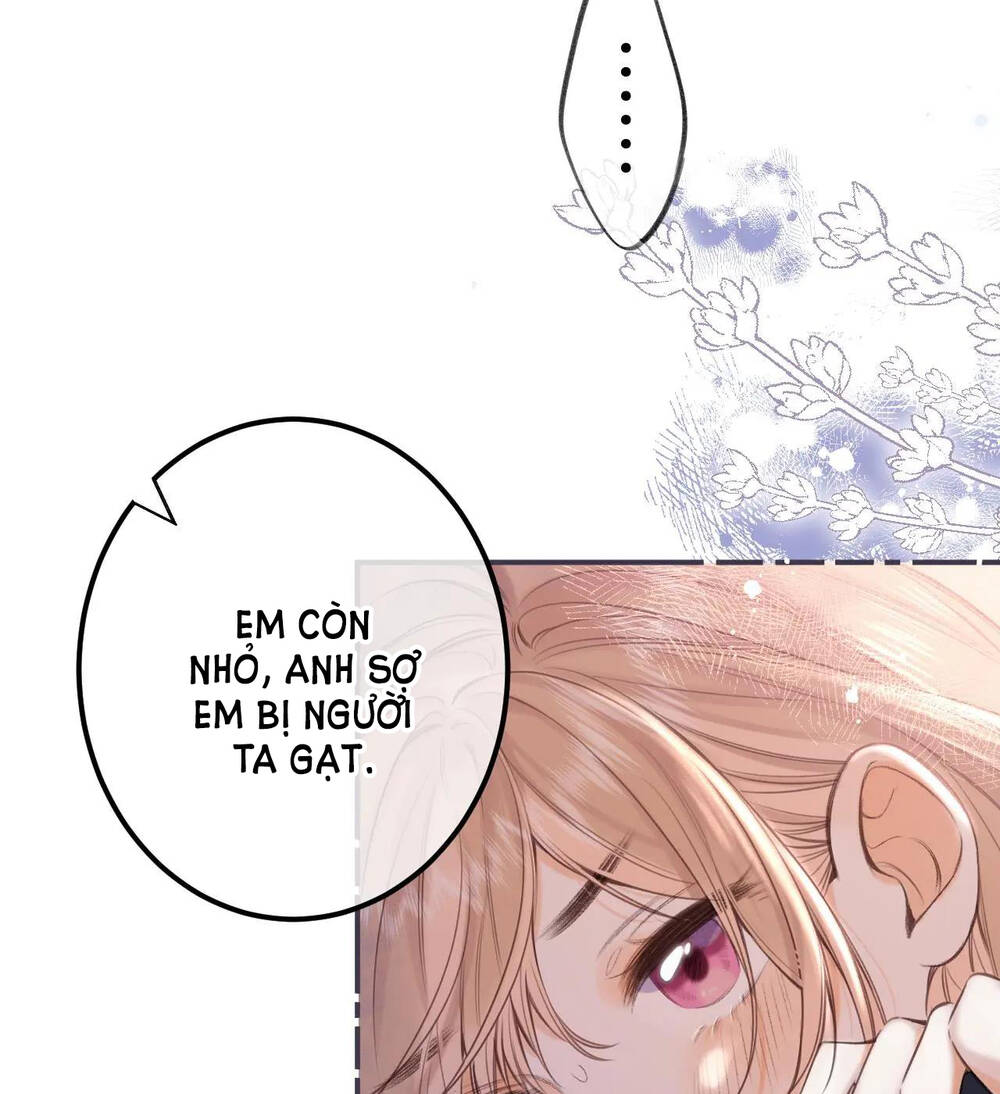 .......
EM CÒN
NHỎ, ANH SỢ
EM BỊ NGƯỜI
TA GẠT.